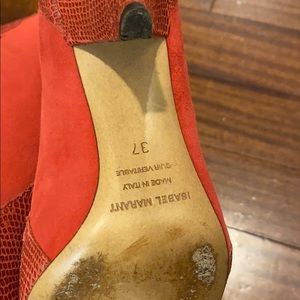 37
CUIR VERITABLE
MADE IN ITALY
ISABEL MARANT